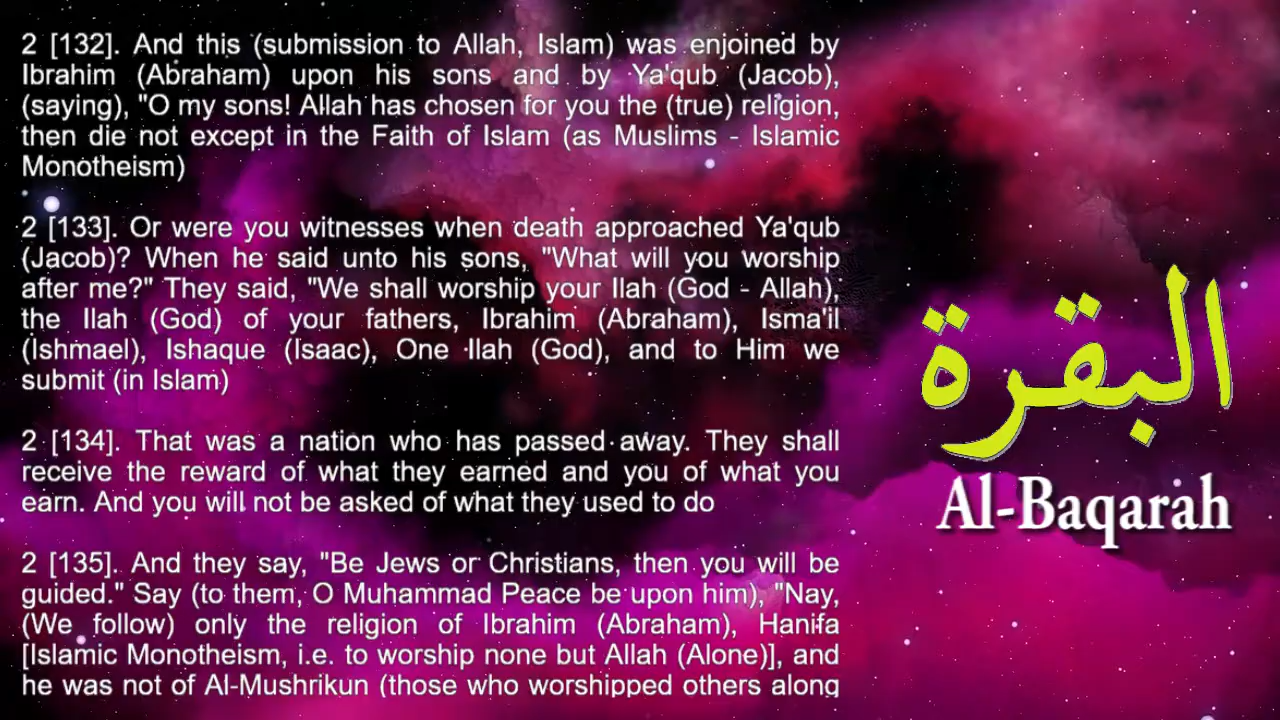 2 [132]. And this (submission to Allah, Islam) was enjoined by
Ibrahim (Abraham) upon his sons and by Ya'qub (Jacob),
(saying), "O my sons! Allah has chosen for you the (true) religion,
then die not except in the Faith of Islam (as Muslims - Islamic
Monotheism)
2 [133]. Or were you witnesses when death approached Ya'qub
(Jacob)? When he said unto his sons, "What will you worship
after me?" They said, "We shall worship your Ilah (God - Allah),
the Ilah (God) of your fathers, Ibrahim (Abraham), Isma'il
(Ishmael), Ishaque (Isaac), One Ilah (God), and to Him we
submit (in Islam)
2 [134]. That was a nation who has passed away. They shall
receive the reward of what they earned and you of what you
earn. And you will not be asked of what they used to do
2 [135]. And they say, "Be Jews or Christians, then you will be
guided." Say (to them, O Muhammad Peace be upon him), "Nay,
(We follow) only the religion of Ibrahim (Abraham), Hanifa
[Islamic Monotheism, i.e. to worship none but Allah (Alone)], and
he was not of Al-Mushrikun (those who worshipped others along
البقرة
Al-Baqarah